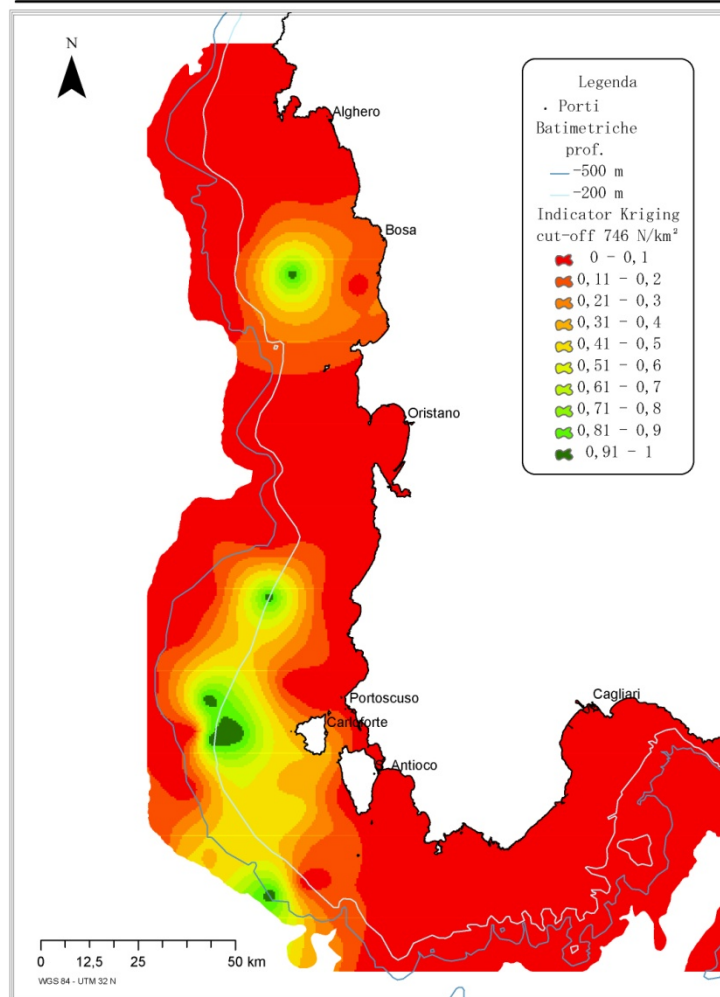 N
Alghero
Bosa
Oristano
Portoscuso
Carloforte
Cagliari
S. Antioco
Legenda
. Porti
Batimetriche
prof.
-500 m
-200 m
Indicator Kriging
cut-off 746 N/km²
0 - 0,1
0,11 - 0,2
0,21 - 0,3
0,31 - 0,4
0,41 - 0,5
0,51 - 0,6
0,61 - 0,7
0,71 - 0,8
0,81 - 0,9
0,91 - 1
0 12,5 25 50 km
WGS 84 - UTM 32 N